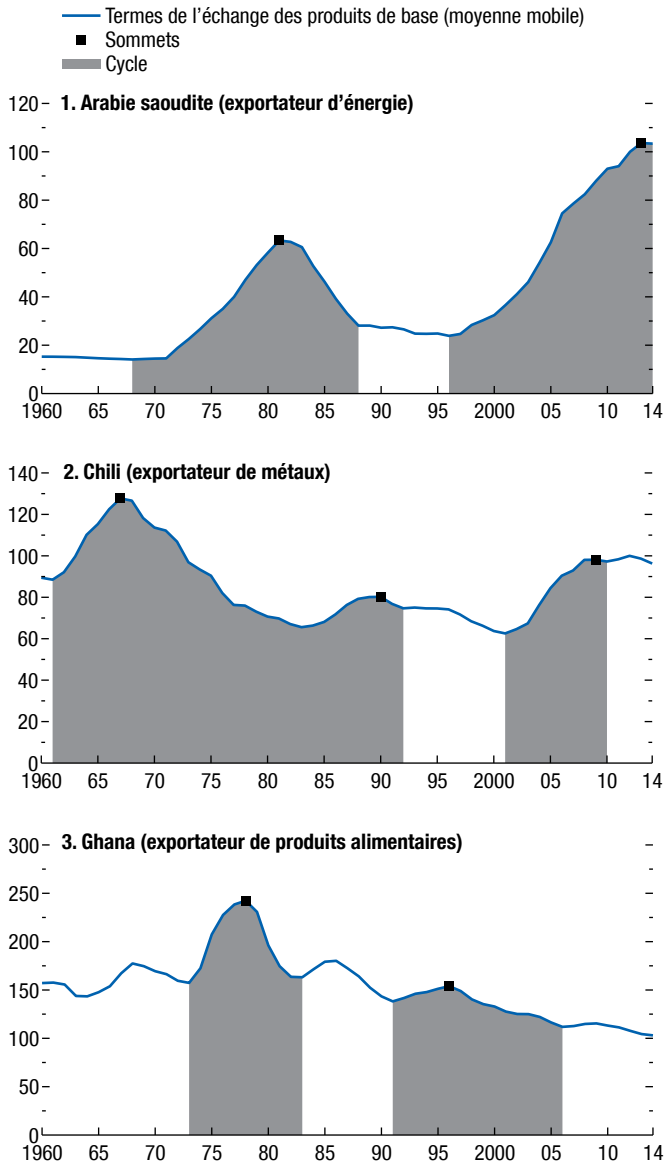 Termes de l'échange des produits de base (moyenne mobile)
Sommets
Cycle
1. Arabie saoudite (exportateur d'énergie)
120
100
80
60
40
20
0
1960 65 70 75 80 85 90 95 2000 05 10 14
2. Chili (exportateur de métaux)
140
120
100
80
60
40
20
0
1960 65 70 75 80 85 90 95 2000 05 10 14
3. Ghana (exportateur de produits alimentaires)
300
250
200
150
100
50
0
1960 65 70 75 80 85 90 95 2000 05 10 14